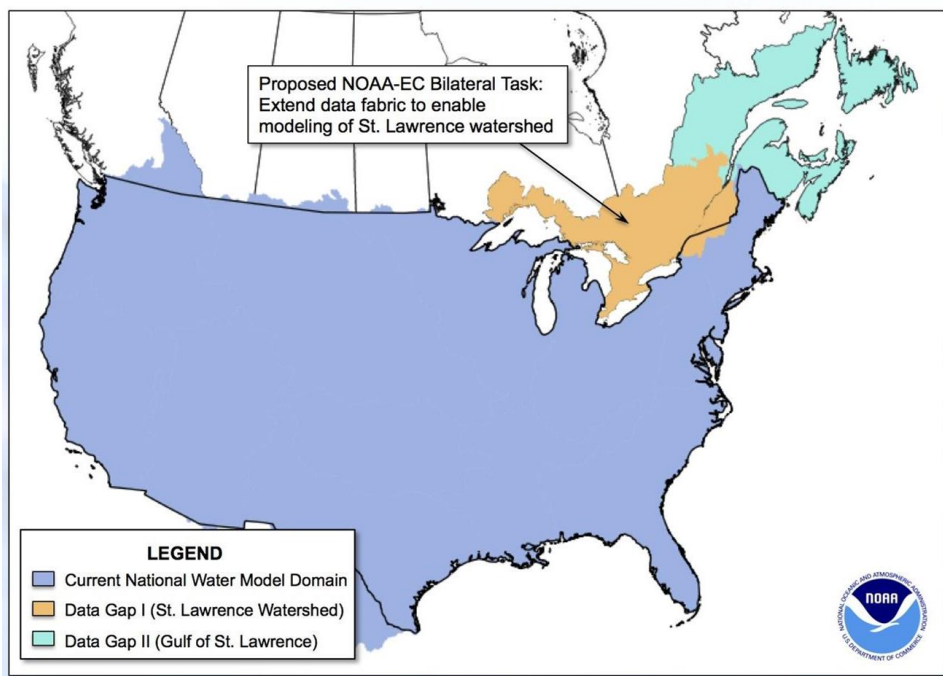 Proposed NOAA-EC Bilateral Task:
Extend data fabric to enable
modeling of St. Lawrence watershed
LEGEND
Current National Water Model Domain
Data Gap I (St. Lawrence Watershed)
Data Gap II (Gulf of St. Lawrence)
NATIONAL OCEANIC AND ATMOSPHERIC ADMINISTRATION
NOAA
U.S. DEPARTMENT OF COMMERCE